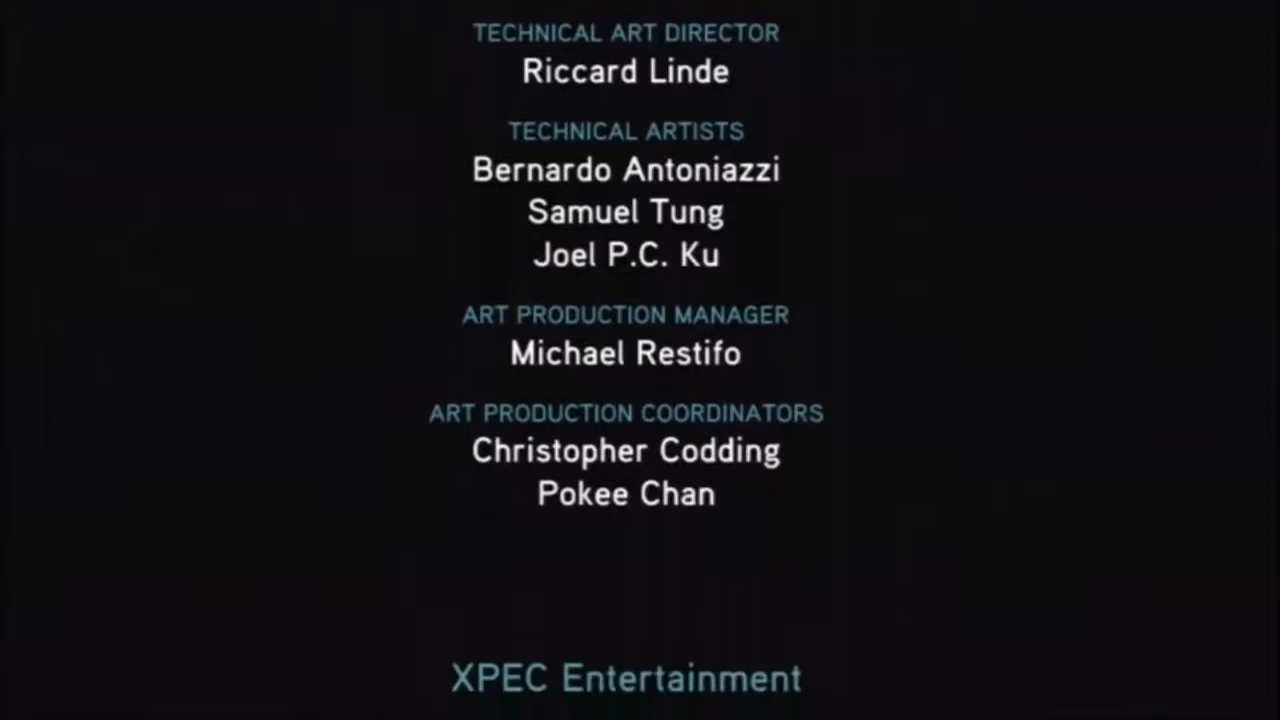 TECHNICAL ART DIRECTOR
Riccard Linde
TECHNICAL ARTISTS
Bernardo Antoniazzi
Samuel Tung
Joel P.C. Ku
ART PRODUCTION MANAGER
Michael Restifo
ART PRODUCTION COORDINATORS
Christopher Codding
Pokee Chan
XPEC Entertainment